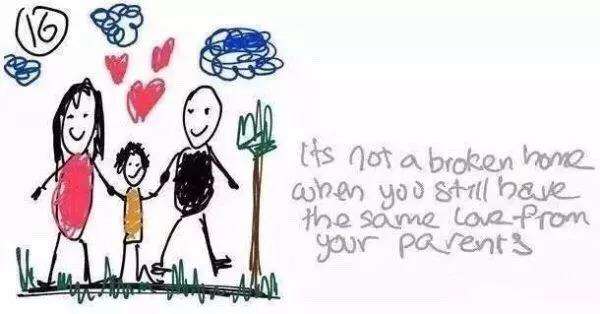 16
Its not a broken home
when you still have
the same love from
your parents